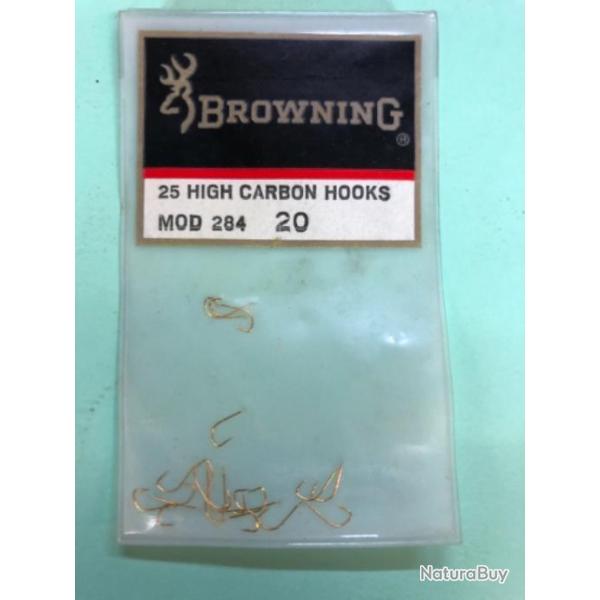 BROWNING®
25 HIGH CARBON HOOKS
MOD 284 20
NaturaBuy